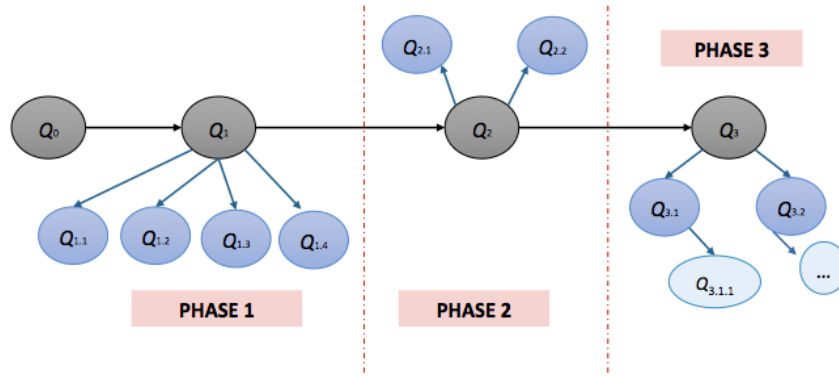 Q2.1
Q2.2
PHASE 3
Q0
Q1
Q2
Q3
Q3.1
Q3.2
Q1.1
Q1.2
Q1.3
Q1.4
Q3.1.1
...
PHASE 1
PHASE 2